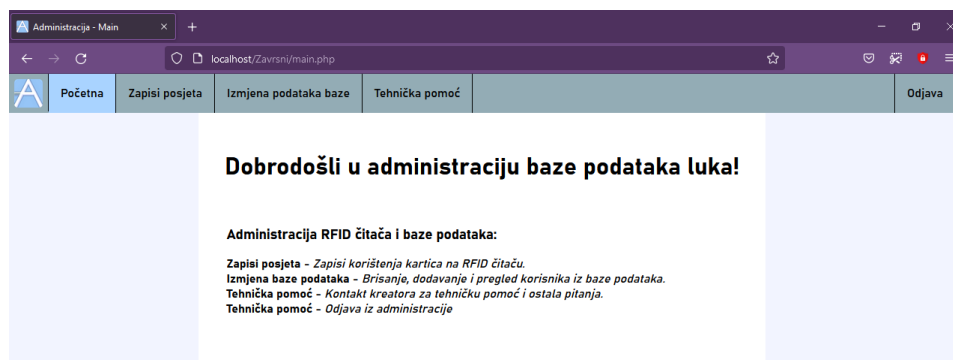 Administracija - Main
localhost/Zavrsni/main.php
Početna Zapisi posjeta Izmjena podataka baze Tehnička pomoć Odjava
Dobrodošli u administraciju baze podataka luka!
Administracija RFID čitača i baze podataka:
Zapisi posjeta - Zapisi korištenja kartica na RFID čitaču.
Izmjena baze podataka - Brisanje, dodavanje i pregled korisnika iz baze podataka.
Tehnička pomoć - Kontakt kreatora za tehničku pomoć i ostala pitanja.
Tehnička pomoć - Odjava iz administracije